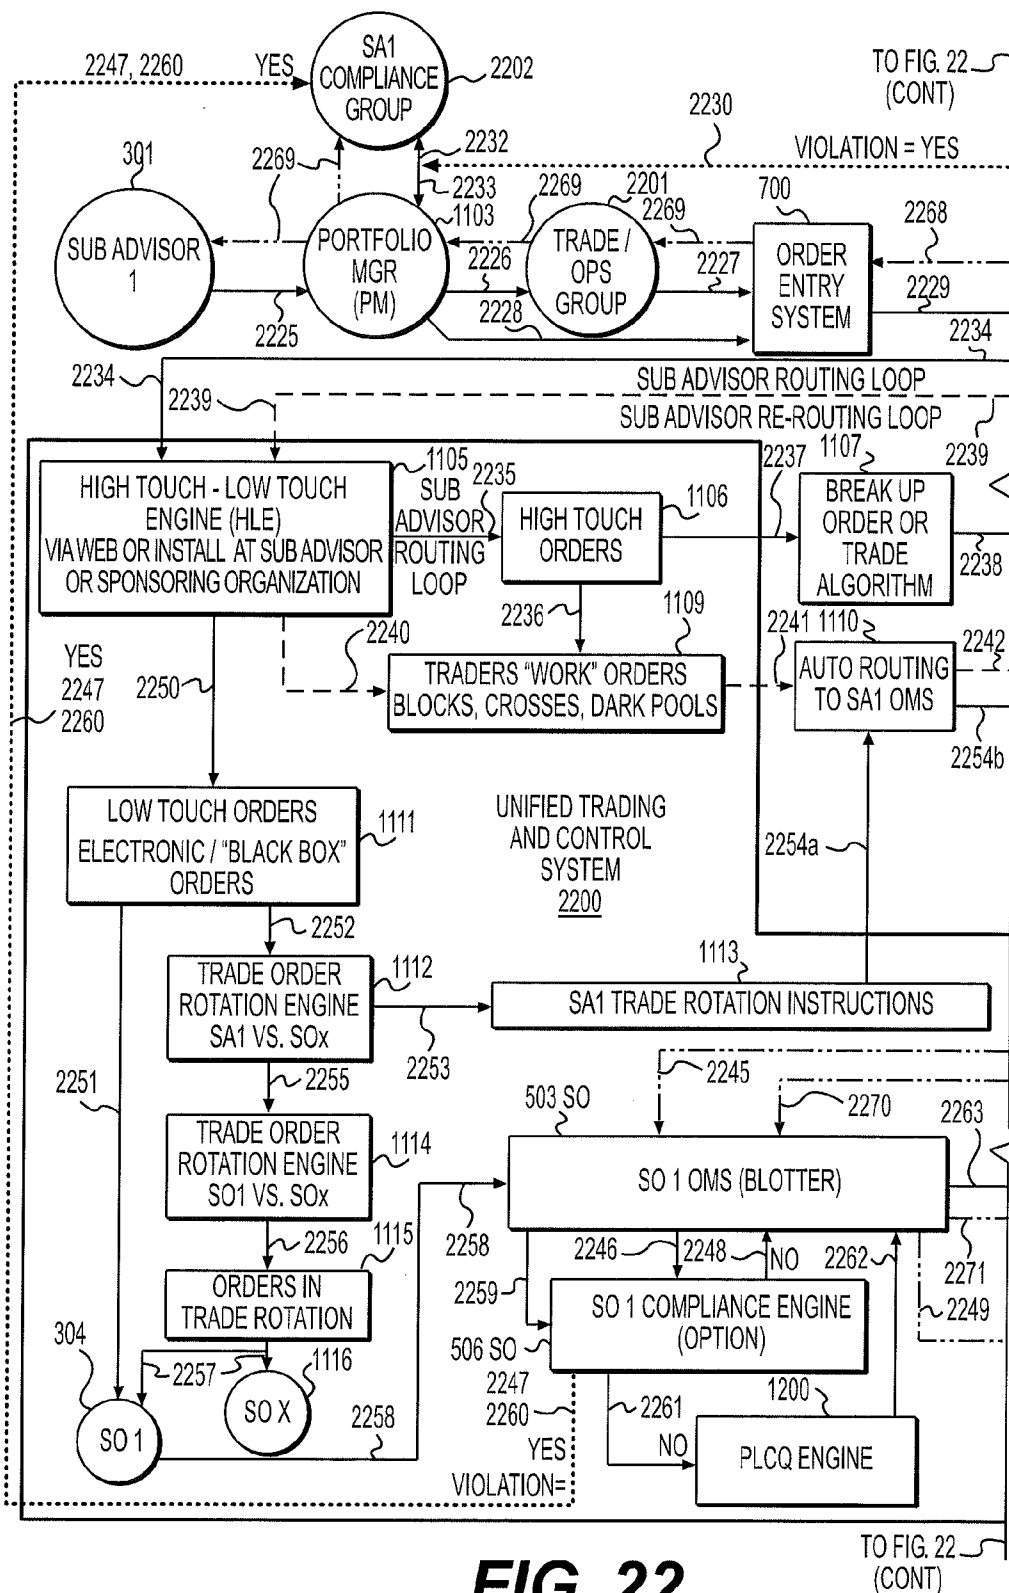 2247, 2260
YES
SA1
COMPLIANCE
GROUP
2202
TO FIG. 22
(CONT)
2230
VIOLATION = YES
301
2269
2232
2233
1103
2269
2201
2269
700
2268
SUB ADVISOR
1
PORTFOLIO
MGR
(PM)
2226
TRADE /
OPS
GROUP
2227
ORDER
ENTRY
SYSTEM
2229
2225
2228
2234
2234
2239
SUB ADVISOR ROUTING LOOP
SUB ADVISOR RE-ROUTING LOOP
2239
1105
2235
HIGH TOUCH - LOW TOUCH
ENGINE (HLE)
VIA WEB OR INSTALL AT SUB ADVISOR
OR SPONSORING ORGANIZATION
SUB
ADVISOR
ROUTING
LOOP
1106
HIGH TOUCH
ORDERS
2237
1107
BREAK UP
ORDER OR
TRADE
ALGORITHM
2238
2236
1109
YES
2247
2260
2250
2240
TRADERS “WORK” ORDERS
BLOCKS, CROSSES, DARK POOLS
2241
1110
AUTO ROUTING
TO SA1 OMS
2242
2254b
LOW TOUCH ORDERS
ELECTRONIC / “BLACK BOX”
ORDERS
1111
UNIFIED TRADING
AND CONTROL
SYSTEM
2200
2254a
2252
TRADE ORDER
ROTATION ENGINE
SA1 VS. SOx
1112
2253
1113
SA1 TRADE ROTATION INSTRUCTIONS
2251
2255
2245
2270
503 SO
2263
TRADE ORDER
ROTATION ENGINE
SO1 VS. SOx
1114
SO 1 OMS (BLOTTER)
2258
2256
1115
2246
2248
NO
2262
2271
2259
2249
ORDERS IN
TRADE ROTATION
SO 1 COMPLIANCE ENGINE
(OPTION)
304
2257
1116
506 SO
2247
2260
2261
1200
SO 1
SO X
2258
YES
VIOLATION=
NO
PLCQ ENGINE
TO FIG. 22
(CONT)
FIG. 22